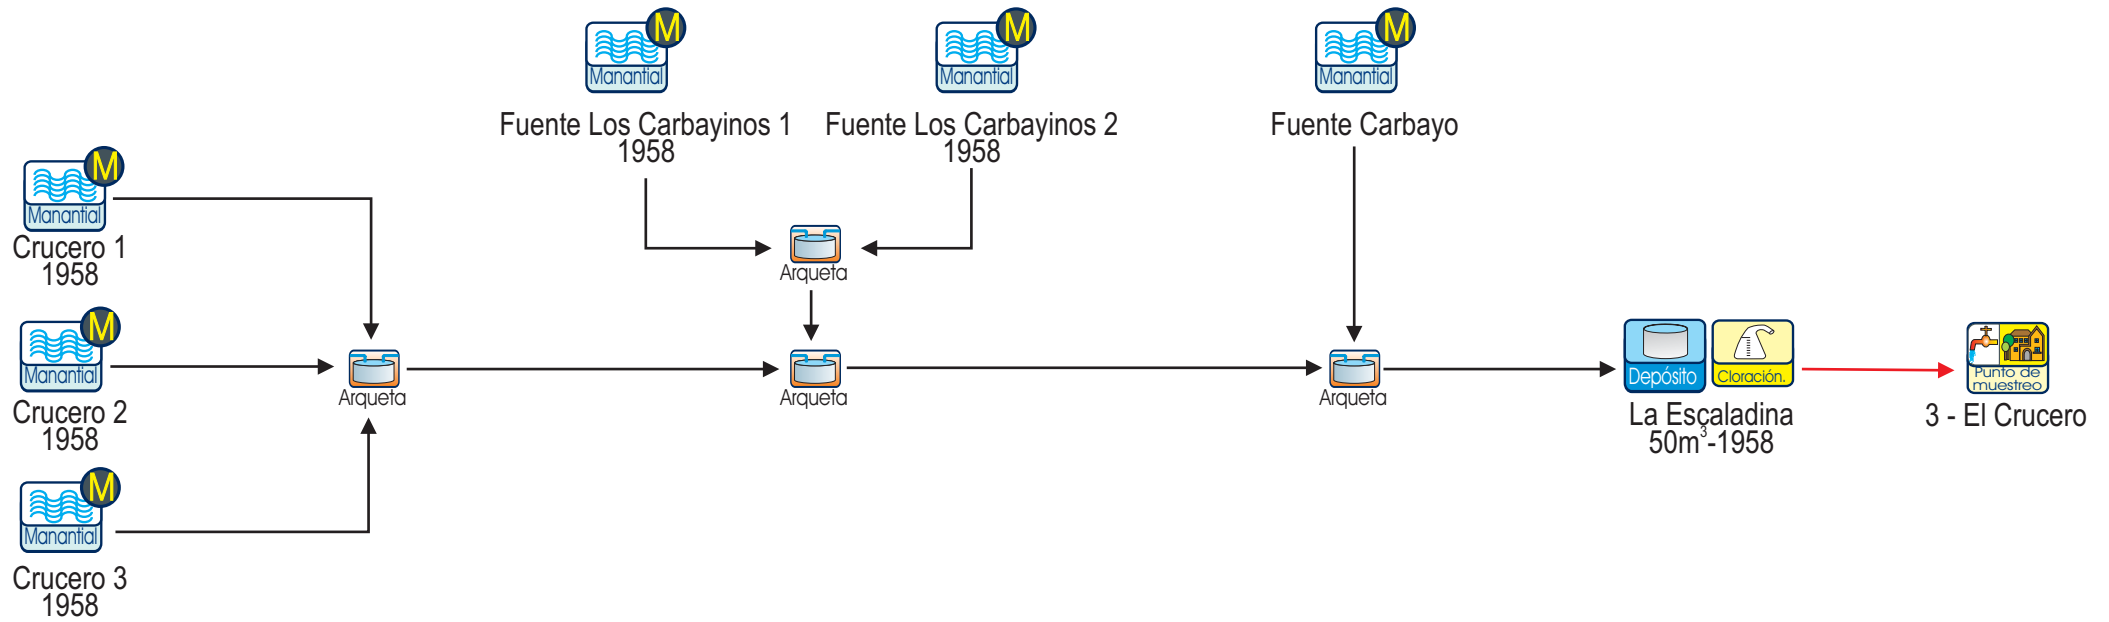 M
Manantial
Fuente Los Carbayinos 1
1958
M
Manantial
Fuente Los Carbayinos 2
1958
M
Manantial
Fuente Carbayo
M
Manantial
Crucero 1
1958
M
Manantial
Crucero 2
1958
M
Manantial
Crucero 3
1958
Arqueta
Arqueta
Arqueta
Arqueta
Depósito
Cloración.
La Escaladina
50m³-1958
Punto de
muestreo
3 - El Crucero